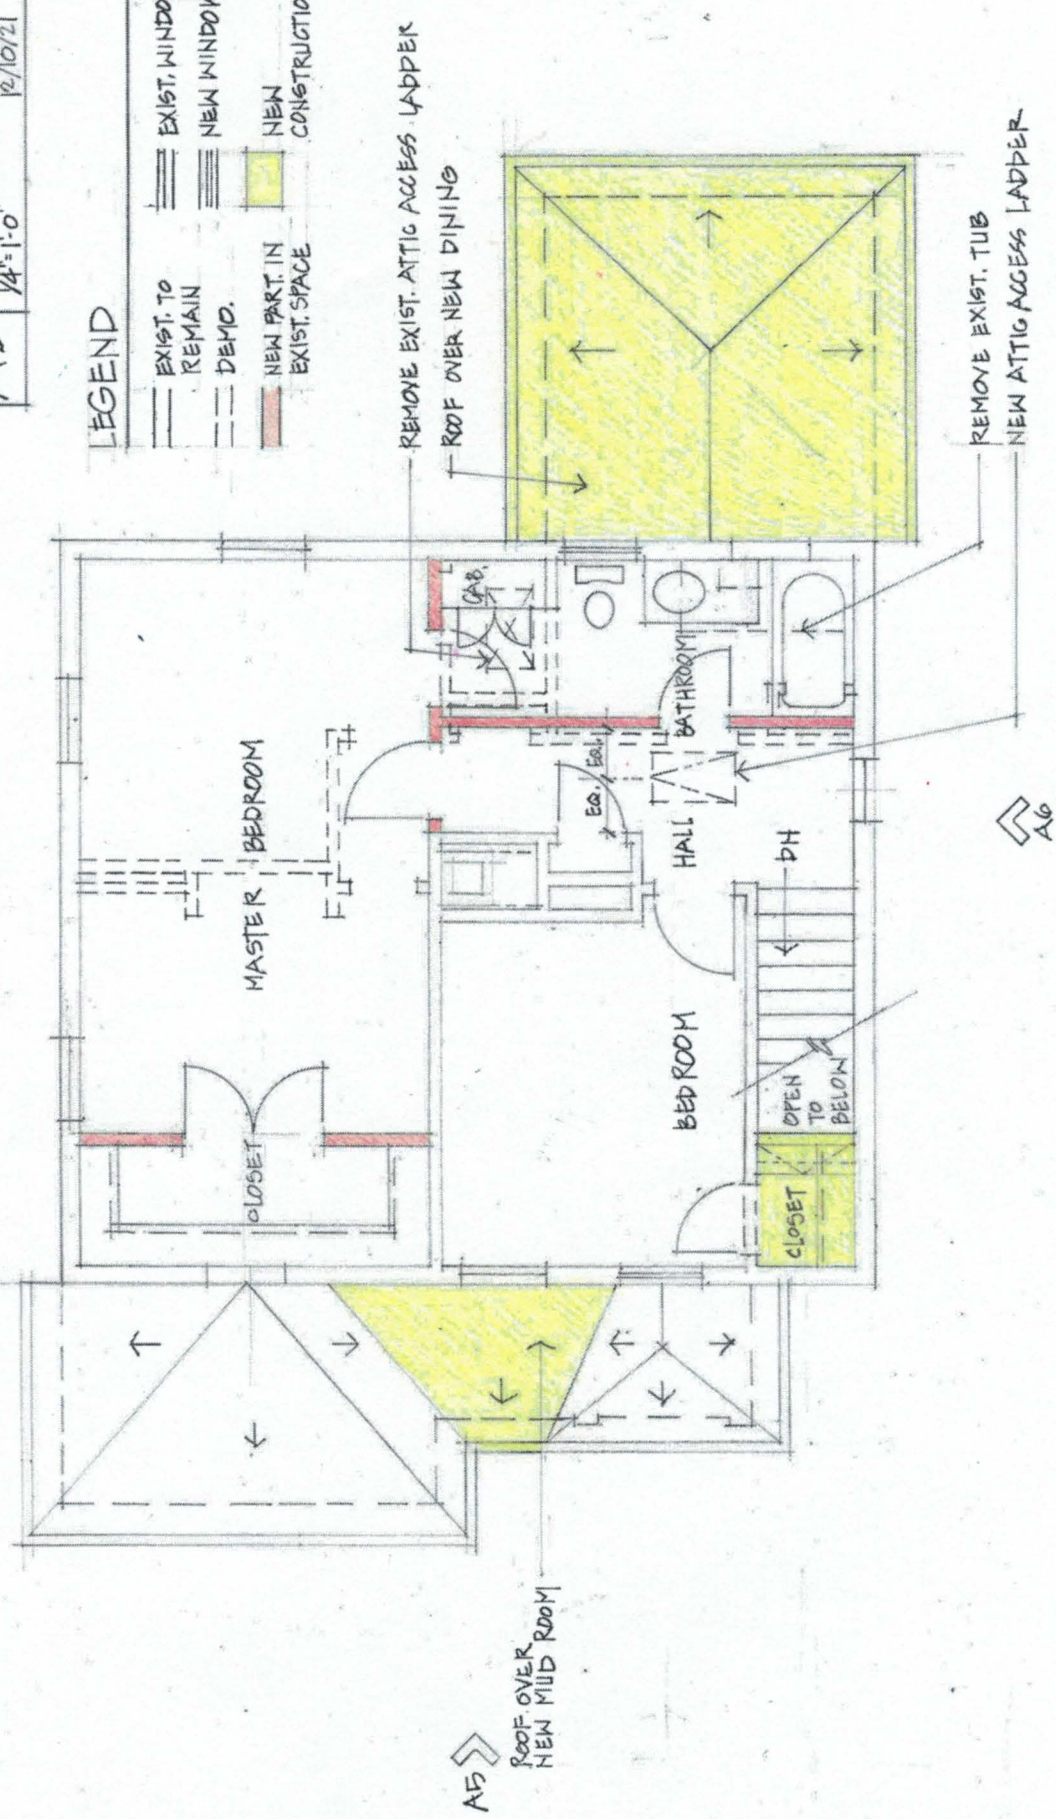 1/4"=1'-0"
12/10/21
LEGEND
EXIST. TO
REMAIN
DEMO.
NEW PART. IN
EXIST. SPACE
EXIST. WINDO
NEW WINDOW
NEW
CONSTRUCTIO
REMOVE EXIST. ATTIC ACCESS LADDER
ROOF OVER NEW DINING
MASTER BEDROOM
CLOSET
CAB.
BATHROOM
EQ. EQ.
HALL
DN
BEDROOM
OPEN
TO
BELOW
CLOSET
REMOVE EXIST. TUB
NEW ATTIC ACCESS LADDER
ROOF OVER
NEW MUD ROOM
A5
A6